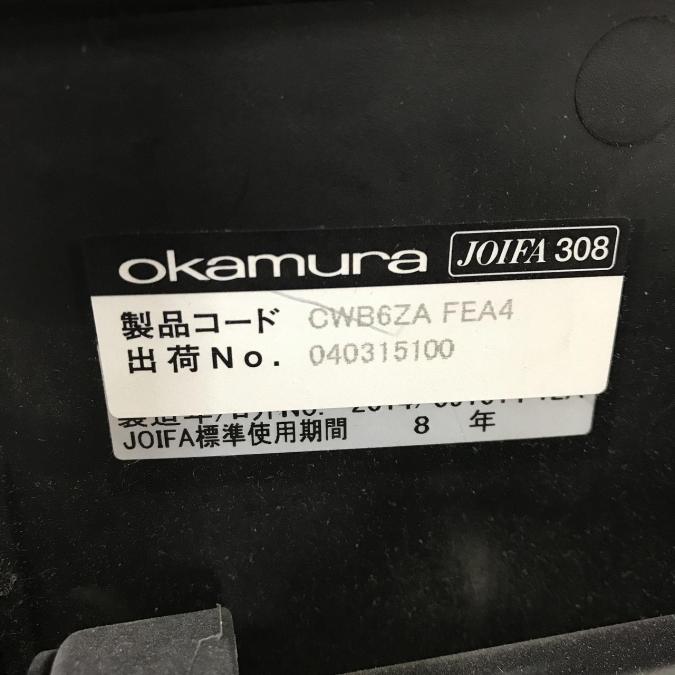 okamura JOIFA 308
製品コード CWB6ZA FEA4
出荷No. 040315100
JOIFA標準使用期間 8 年